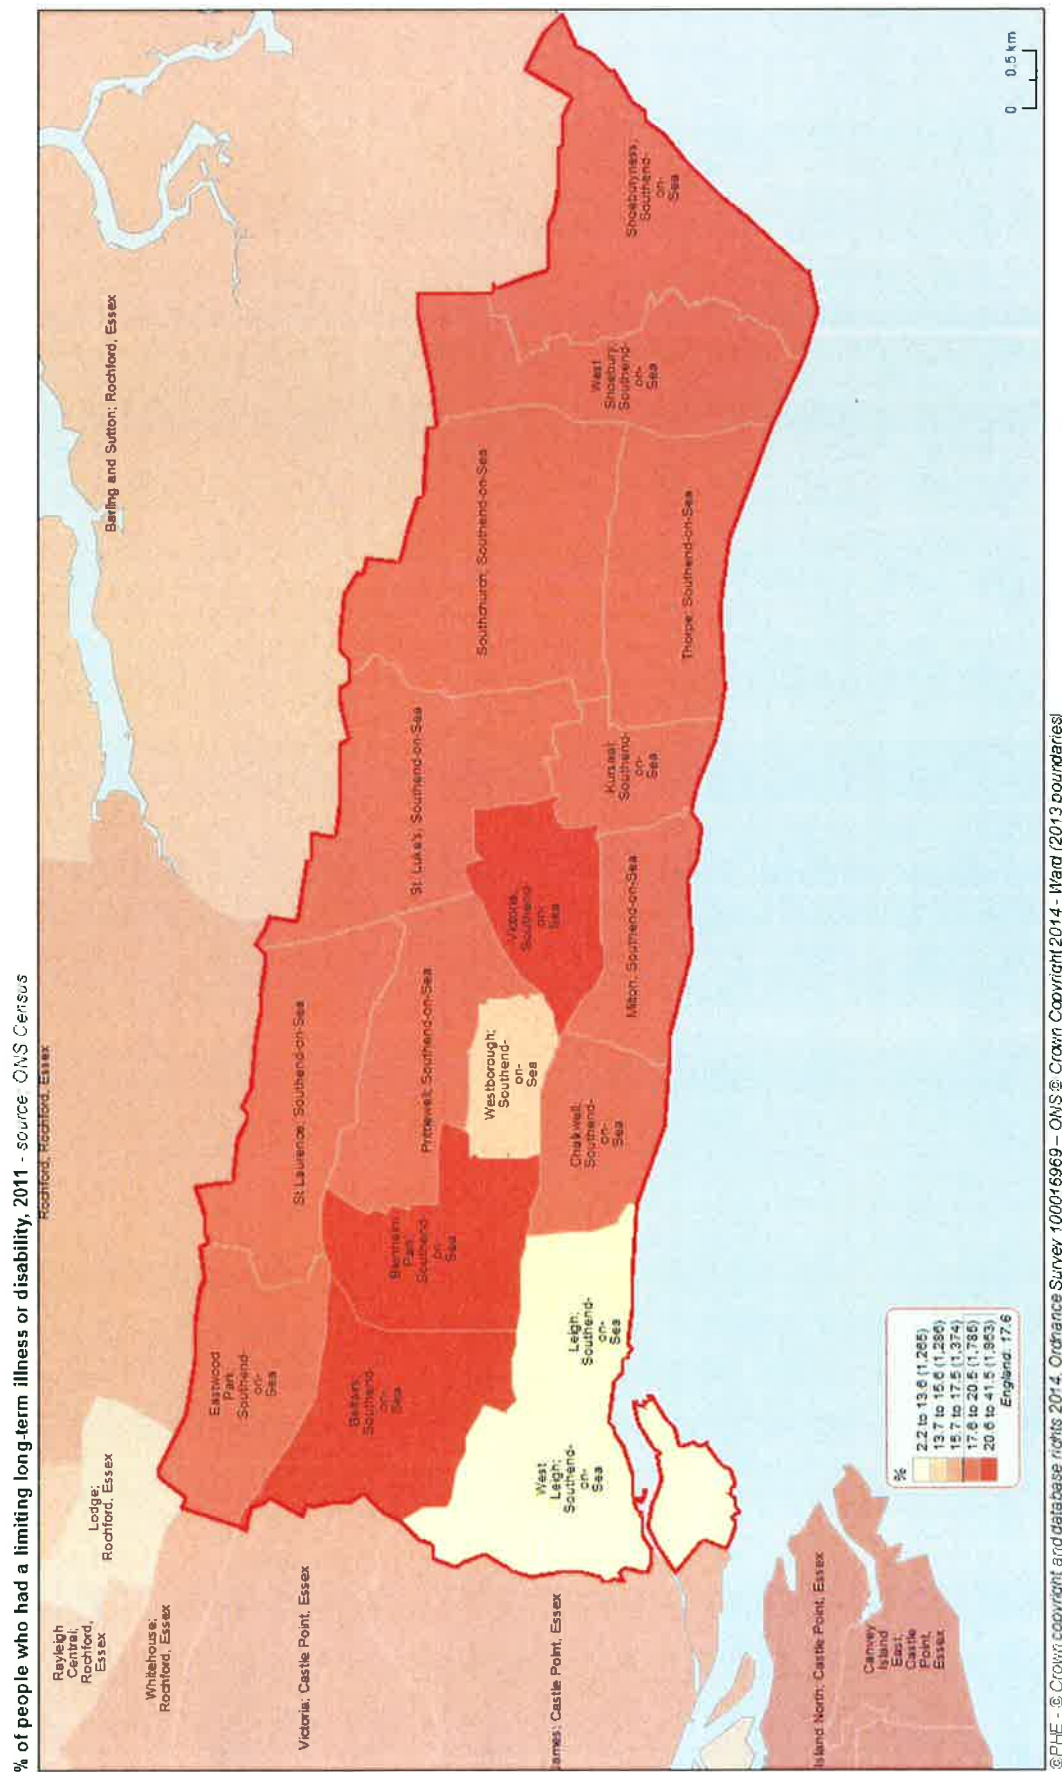 % of people who had a limiting long-term illness or disability, 2011 - source: ONS Census
Rayleigh
Central;
Rochford,
Essex
Lodge;
Rochford, Essex
Whitehouse;
Rochford, Essex
Rochford, Rochford, Essex
Barling and Sutton; Rochford, Essex
Victoria; Castle Point, Essex
ames; Castle Point, Essex
Island North; Castle Point, Essex
Canvey
Island
East;
Castle
Point,
Essex
Eastwood
Park;
Southend-
on-
Sea
St Laurence; Southend-on-Sea
Belfairs;
Southend-
on-
Sea
Blenheim
Park;
Southend-
on-
Sea
Prittlewell; Southend-on-Sea
St. Luke's; Southend-on-Sea
Southchurch; Southend-on-Sea
Westborough;
Southend-
on-
Sea
Victoria;
Southend-
on-
Sea
West
Leigh;
Southend-
on-
Sea
Leigh;
Southend-
on-
Sea
Chalkwell;
Southend-
on-
Sea
Milton; Southend-on-Sea
Kursaal;
Southend-
on-
Sea
Thorpe; Southend-on-Sea
West
Shoebury;
Southend-
on-
Sea
Shoeburyness;
Southend-
on-
Sea
%
2.2 to 13.6 (1,265)
13.7 to 15.6 (1,286)
15.7 to 17.5 (1,374)
17.6 to 20.5 (1,785)
20.6 to 41.5 (1,953)
England: 17.6
0 0.5 km
©PHE - © Crown copyright and database rights 2014, Ordnance Survey 100016969 – ONS © Crown Copyright 2014 - Ward (2013 boundaries)